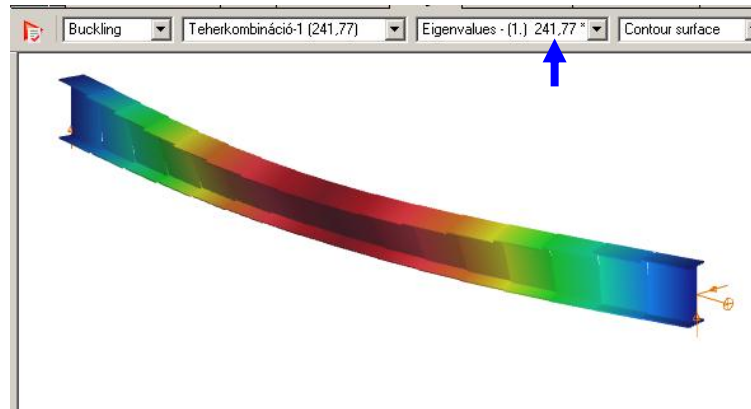 Buckling Teherkombináció-1 (241,77) Eigenvalues - (1.) 241,77 * Contour surface